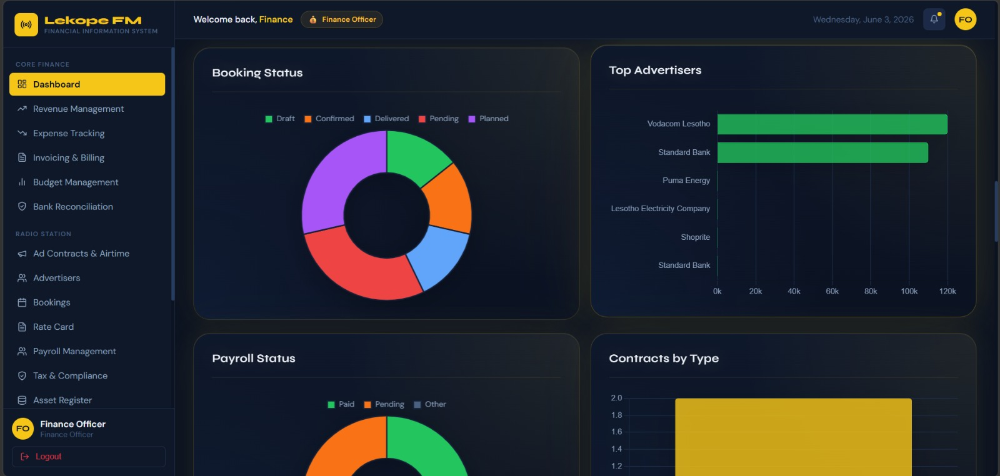 Lekope FM
FINANCIAL INFORMATION SYSTEM
Welcome back, Finance
Finance Officer
Wednesday, June 3, 2026
FO
CORE FINANCE
Dashboard
Revenue Management
Expense Tracking
Invoicing & Billing
Budget Management
Bank Reconciliation
RADIO STATION
Ad Contracts & Airtime
Advertisers
Bookings
Rate Card
Payroll Management
Tax & Compliance
Asset Register
FO
Finance Officer
Finance Officer
Logout
Booking Status
Draft Confirmed Delivered Pending Planned
Top Advertisers
Vodacom Lesotho
Standard Bank
Puma Energy
Lesotho Electricity Company
Shoprite
Standard Bank
0k 20k 40k 60k 80k 100k 120k
Payroll Status
Paid Pending Other
Contracts by Type
2.0
1.8
1.6
1.4
1.2